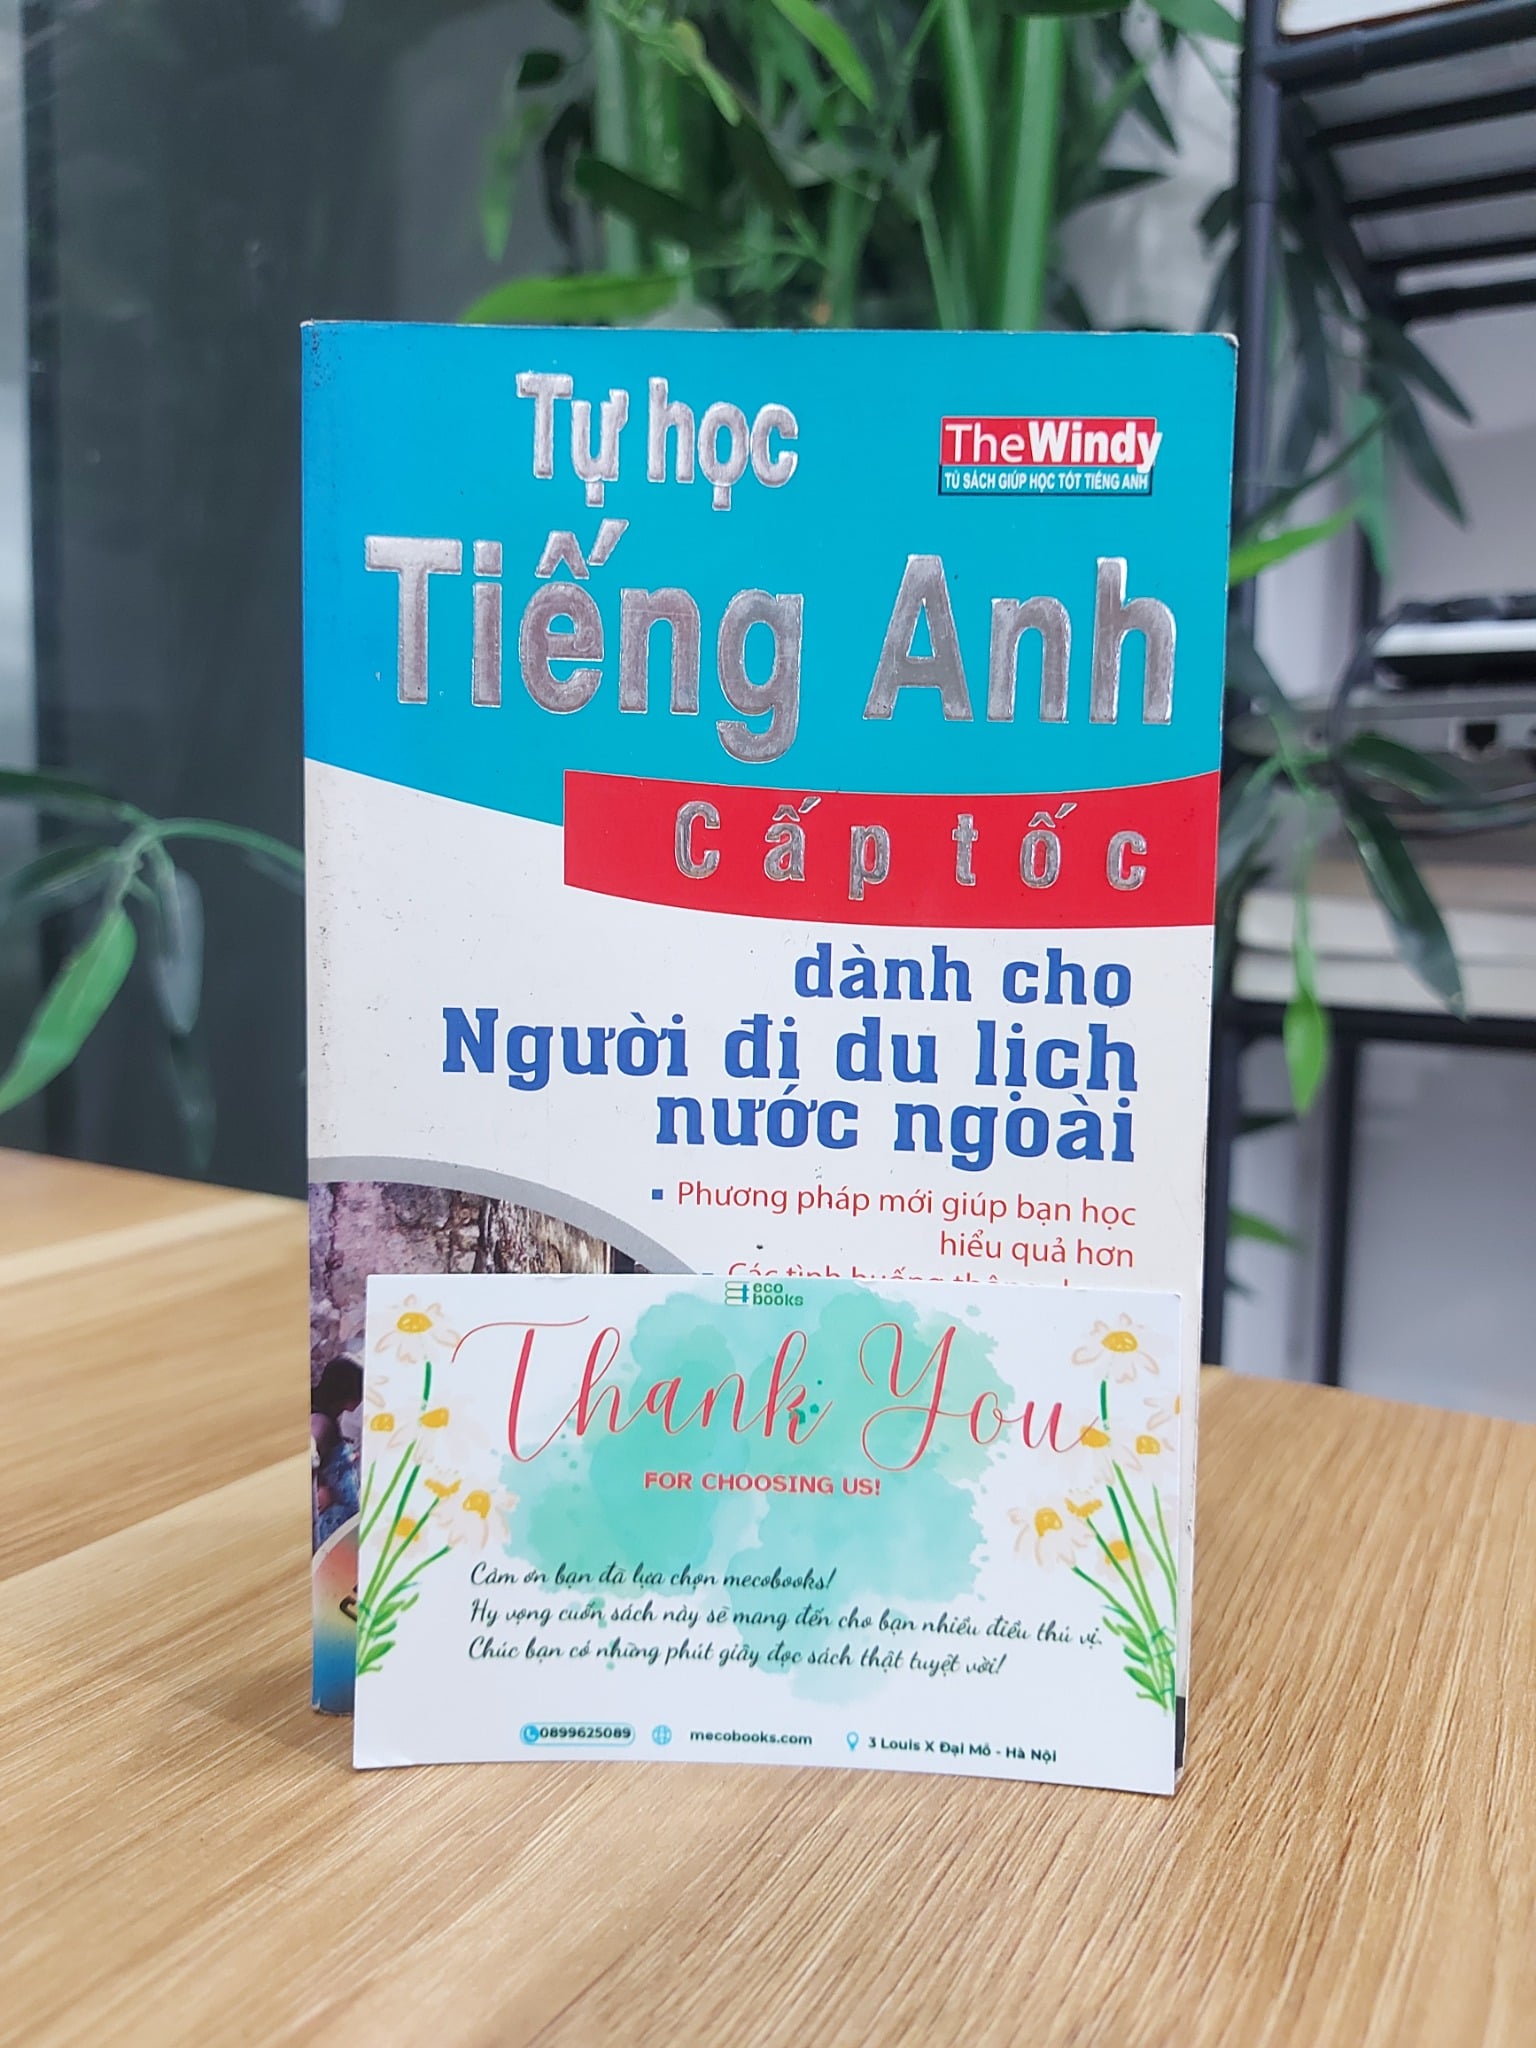 Tự học
TheWindy
TỦ SÁCH GIÚP HỌC TỐT TIẾNG ANH
Tiếng Anh
Cấp tốc
dành cho
Người đi du lịch
nước ngoài
▪ Phương pháp mới giúp bạn học
hiểu quả hơn
Các tình huống
eco
books
Thank You
FOR CHOOSING US!
Cảm ơn bạn đã lựa chọn mecobooks!
Hy vọng cuốn sách này sẽ mang đến cho bạn nhiều điều thú vị.
Chúc bạn có những phút giây đọc sách thật tuyệt vời!
0899625089 mecobooks.com 3 Louis X Đại Mỗ - Hà Nội